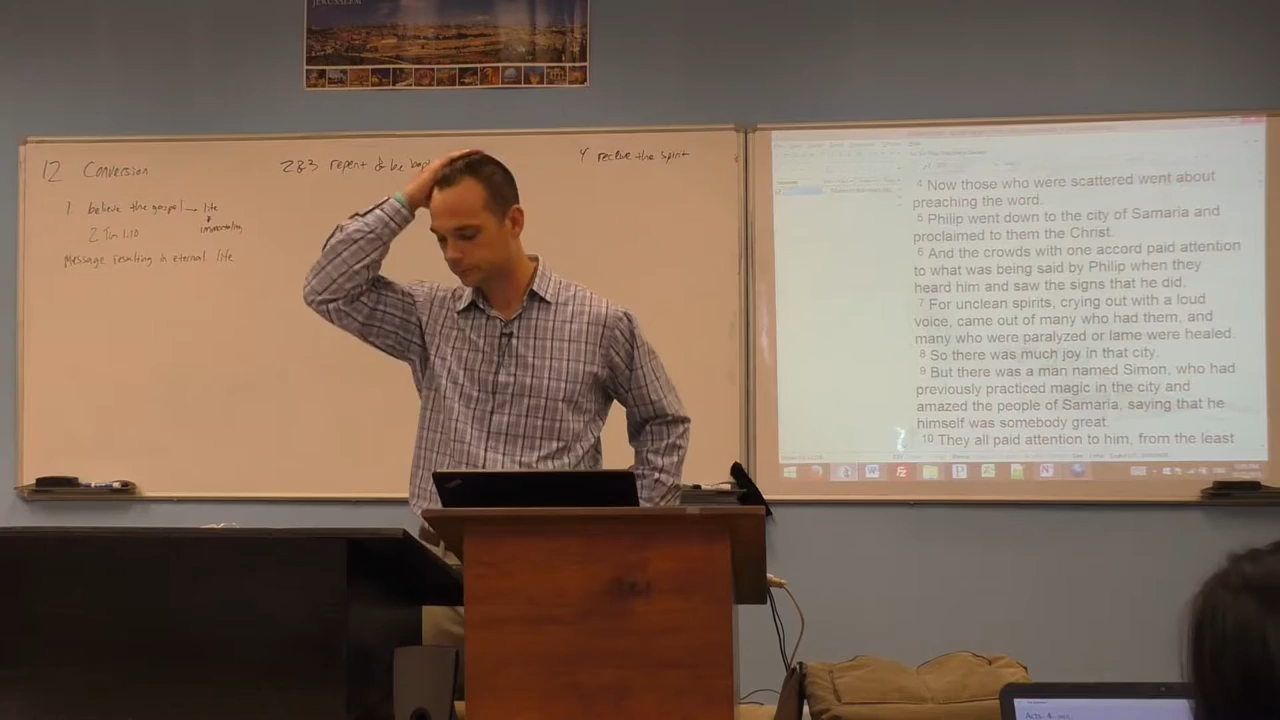 JERUSALEM
12 Conversion
2&3 repent & be bap
4 receive the spirit
1. believe the gospel → life
immortality
2 Tim 1.10
Message resulting in eternal life
4 Now those who were scattered went about
preaching the word.
5 Philip went down to the city of Samaria and
proclaimed to them the Christ.
6 And the crowds with one accord paid attention
to what was being said by Philip when they
heard him and saw the signs that he did.
7 For unclean spirits, crying out with a loud
voice, came out of many who had them, and
many who were paralyzed or lame were healed.
8 So there was much joy in that city.
9 But there was a man named Simon, who had
previously practiced magic in the city and
amazed the people of Samaria, saying that he
himself was somebody great.
10 They all paid attention to him, from the least
Acts